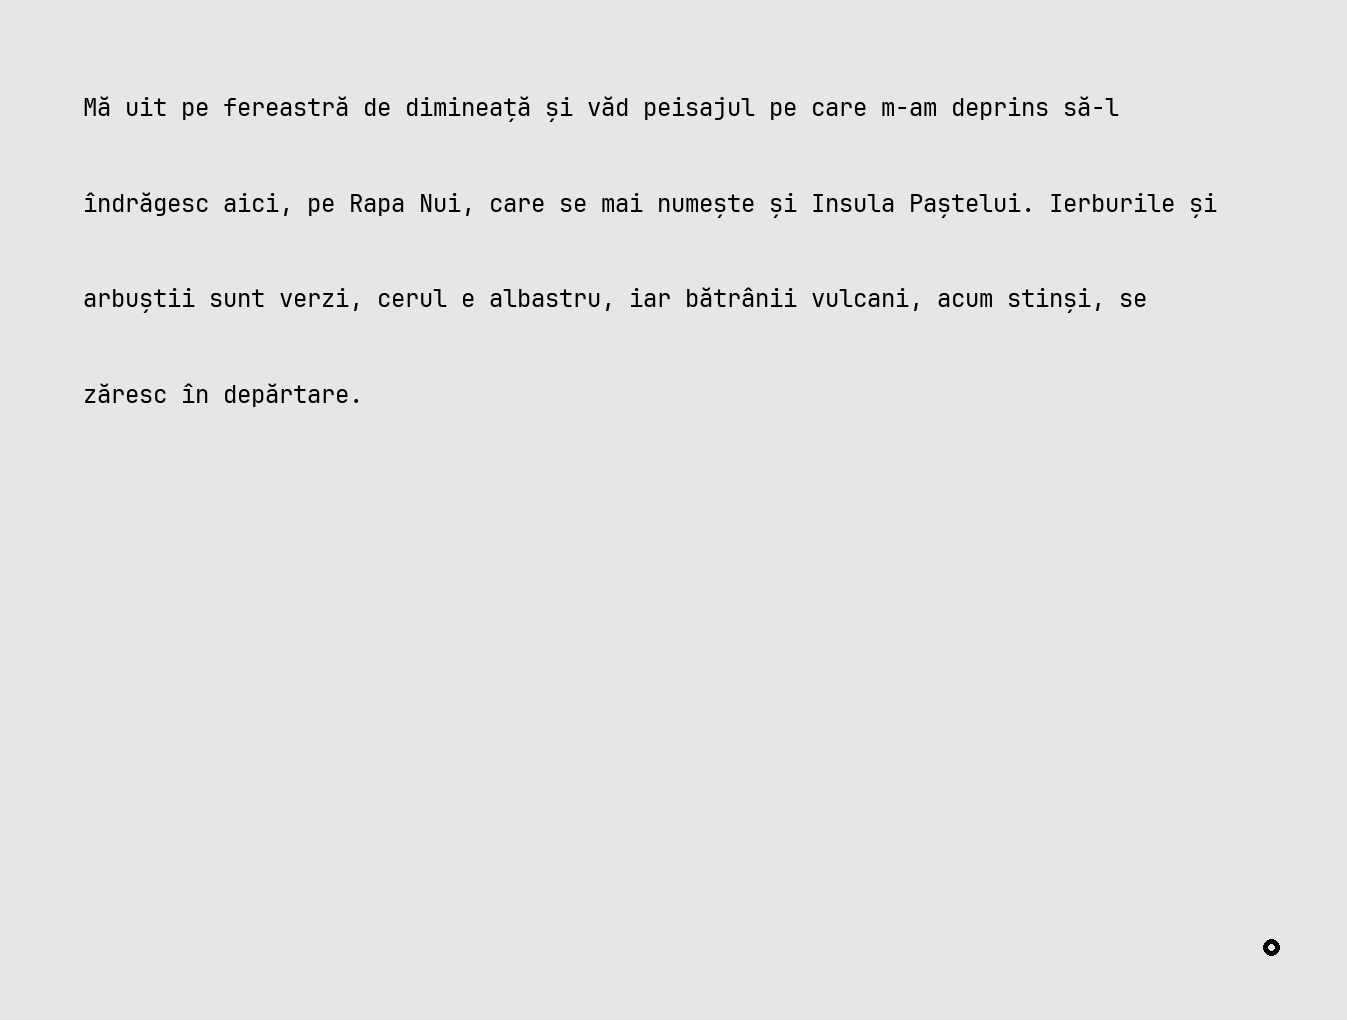 Mă uit pe fereastră de dimineață și văd peisajul pe care m-am deprins să-l
îndrăgesc aici, pe Rapa Nui, care se mai numește și Insula Paștelui. Ierburile și
arbuștii sunt verzi, cerul e albastru, iar bătrânii vulcani, acum stinși, se
zăresc în depărtare.